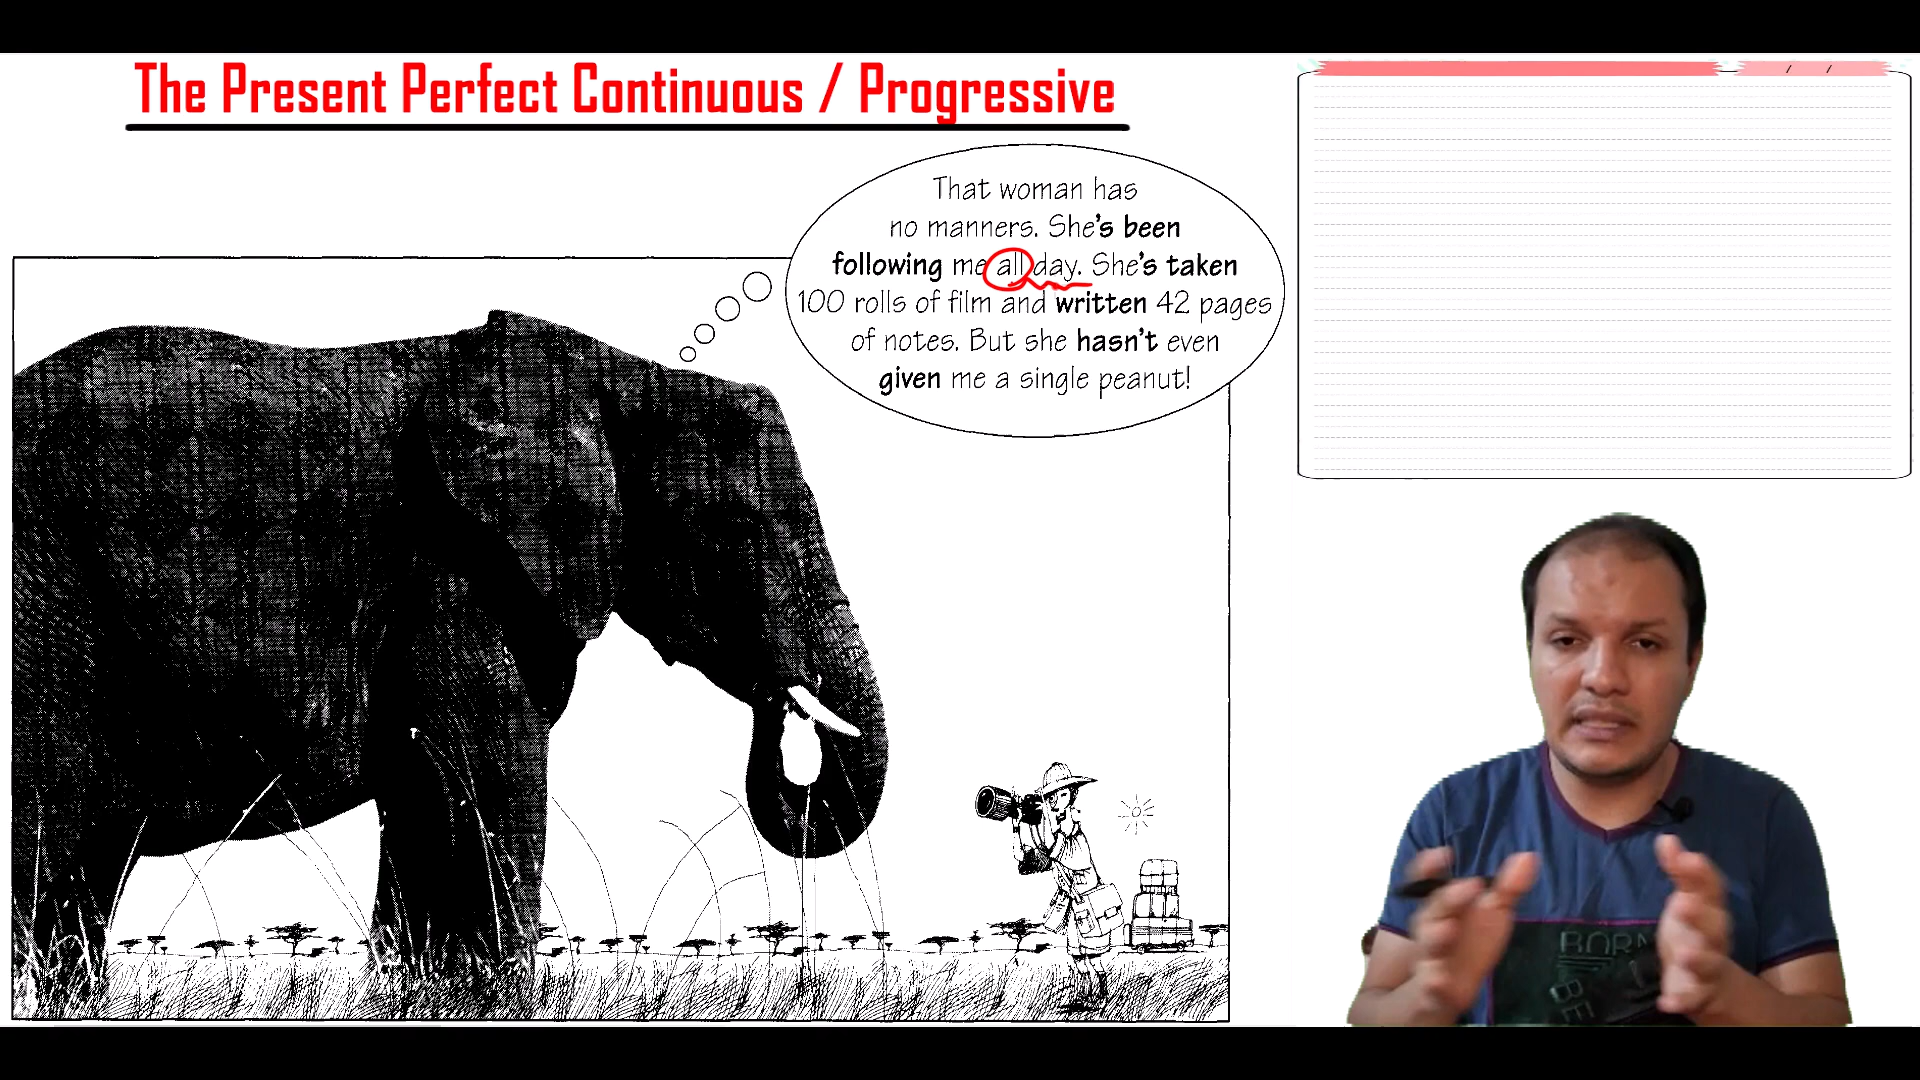 The Present Perfect Continuous / Progressive
That woman has
no manners. She's been
following me all day. She's taken
100 rolls of film and written 42 pages
of notes. But she hasn't even
given me a single peanut!
/ /
BORN